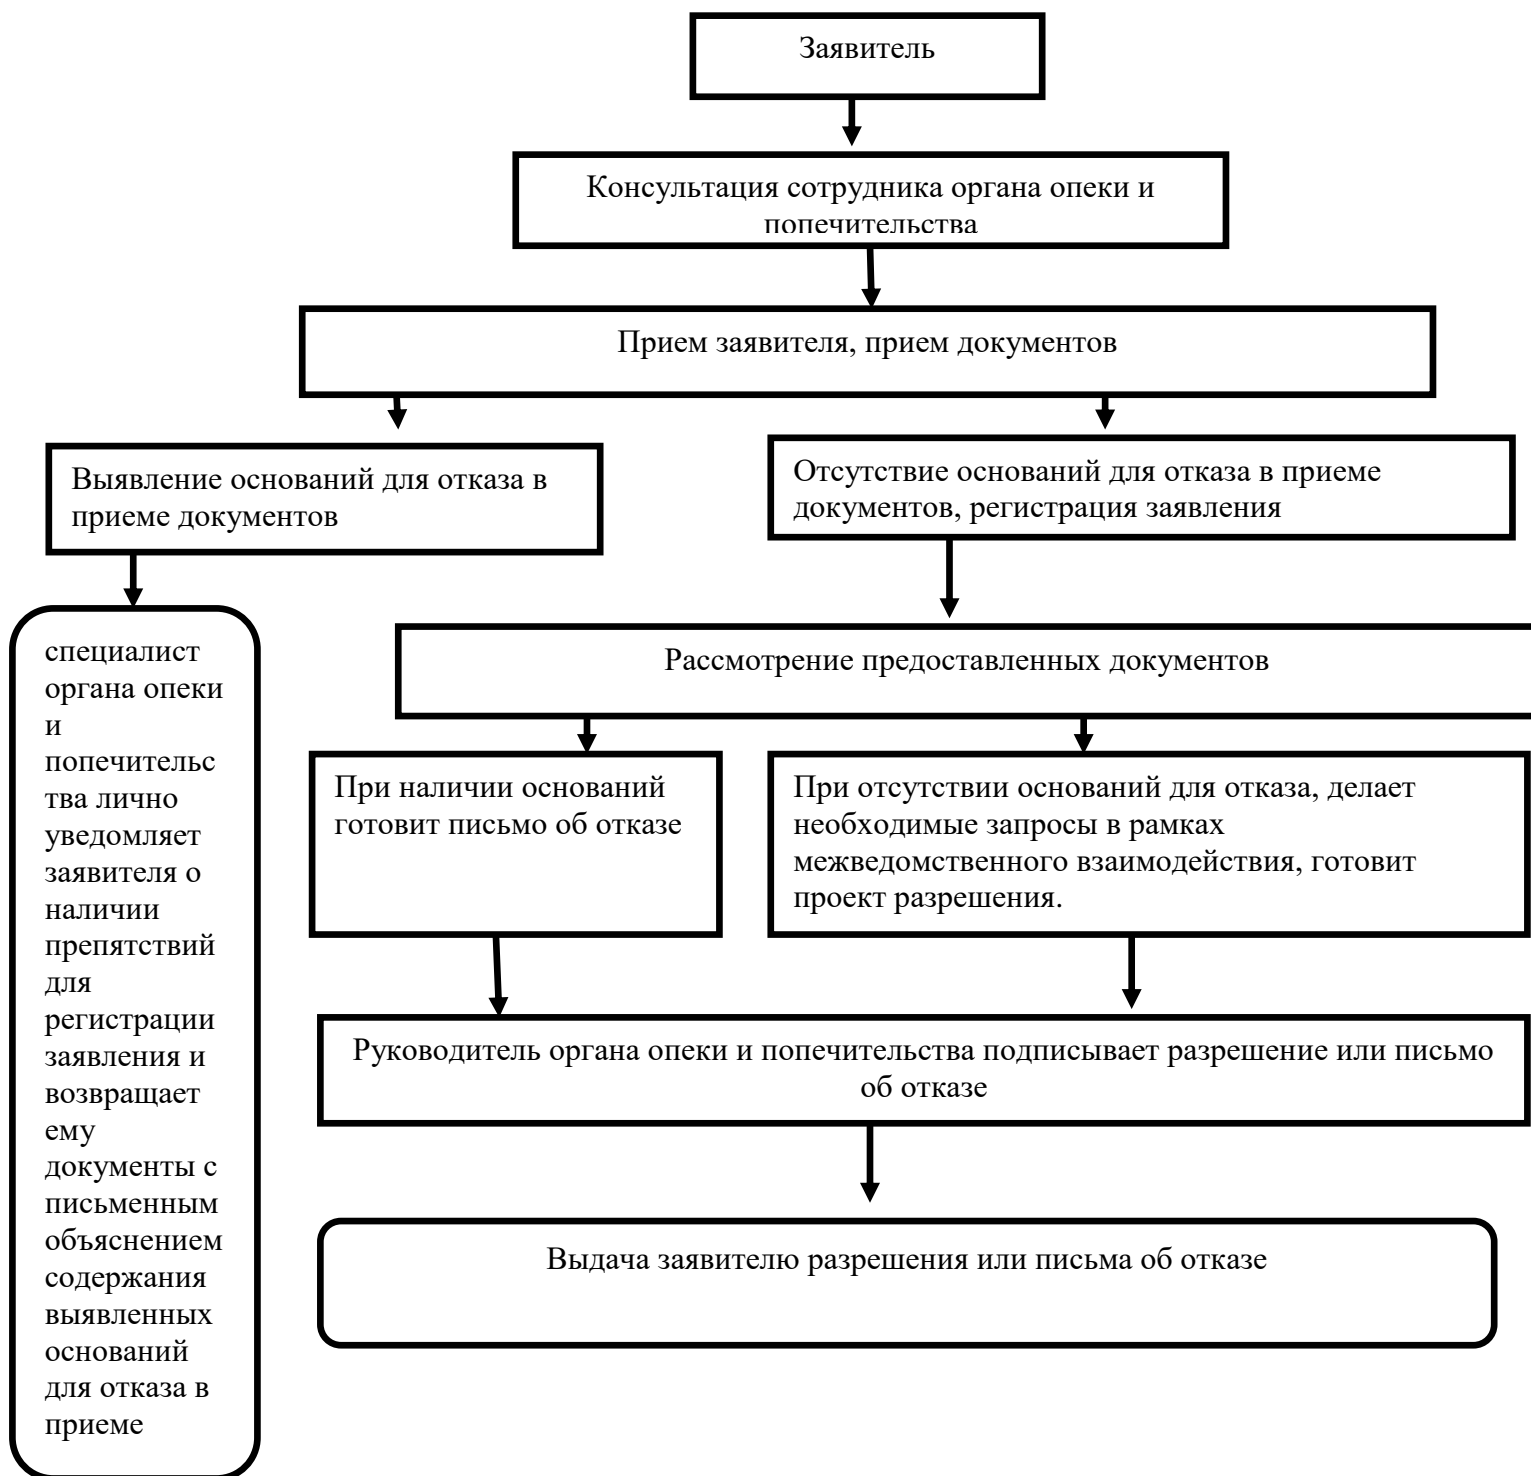 Заявитель
Консультация сотрудника органа опеки и
попечительства
Прием заявителя, прием документов
Выявление оснований для отказа в
приеме документов
Отсутствие оснований для отказа в приеме
документов, регистрация заявления
специалист
органа опеки
и
попечительс
тва лично
уведомляет
заявителя о
наличии
препятствий
для
регистрации
заявления и
возвращает
ему
документы с
письменным
объяснением
содержания
выявленных
оснований
для отказа в
приеме
Рассмотрение предоставленных документов
При наличии оснований
готовит письмо об отказе
При отсутствии оснований для отказа, делает
необходимые запросы в рамках
межведомственного взаимодействия, готовит
проект разрешения.
Руководитель органа опеки и попечительства подписывает разрешение или письмо
об отказе
Выдача заявителю разрешения или письма об отказе